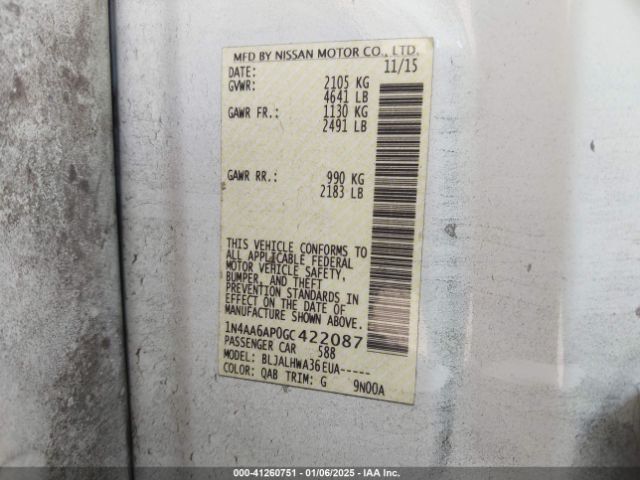 MFD BY NISSAN MOTOR CO., LTD.
DATE: 11/15
GVWR: 2105 KG
4641 LB
GAWR FR.: 1130 KG
2491 LB
GAWR RR.: 990 KG
2183 LB
THIS VEHICLE CONFORMS TO
ALL APPLICABLE FEDERAL
MOTOR VEHICLE SAFETY,
BUMPER, AND THEFT
PREVENTION STANDARDS IN
EFFECT ON THE DATE OF
MANUFACTURE SHOWN ABOVE.
1N4AA6AP0GC422087
PASSENGER CAR 588
MODEL: BLJALHWA36EUA-----
COLOR: QAB TRIM: G 9N00A
000-41260751 | 01/06/2025 | IAA Inc.